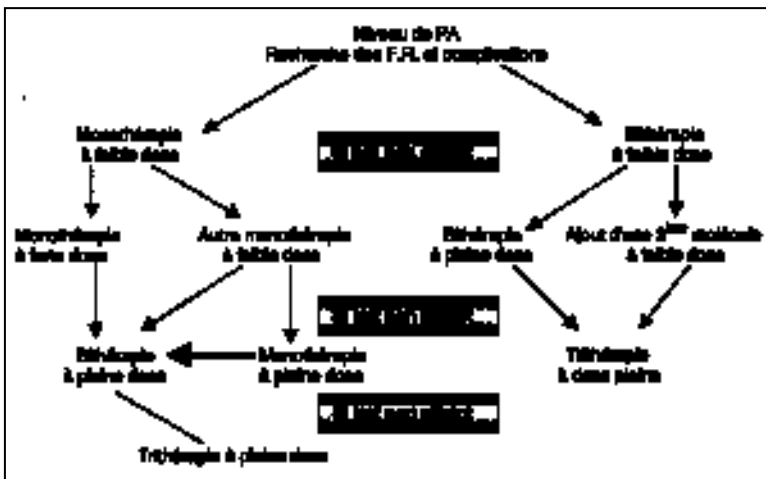 Niveau de PA
Recherche des F.R. et complications
Monothérapie
à faible dose
Bithérapie
à faible dose
Monothérapie
à forte dose
Autre monothérapie
à faible dose
Bithérapie
à pleine dose
Ajout d'une 3ème molécule
à faible dose
Bithérapie
à pleine dose
Monothérapie
à pleine dose
Trithérapie
à dose pleine
Trithérapie à pleine dose